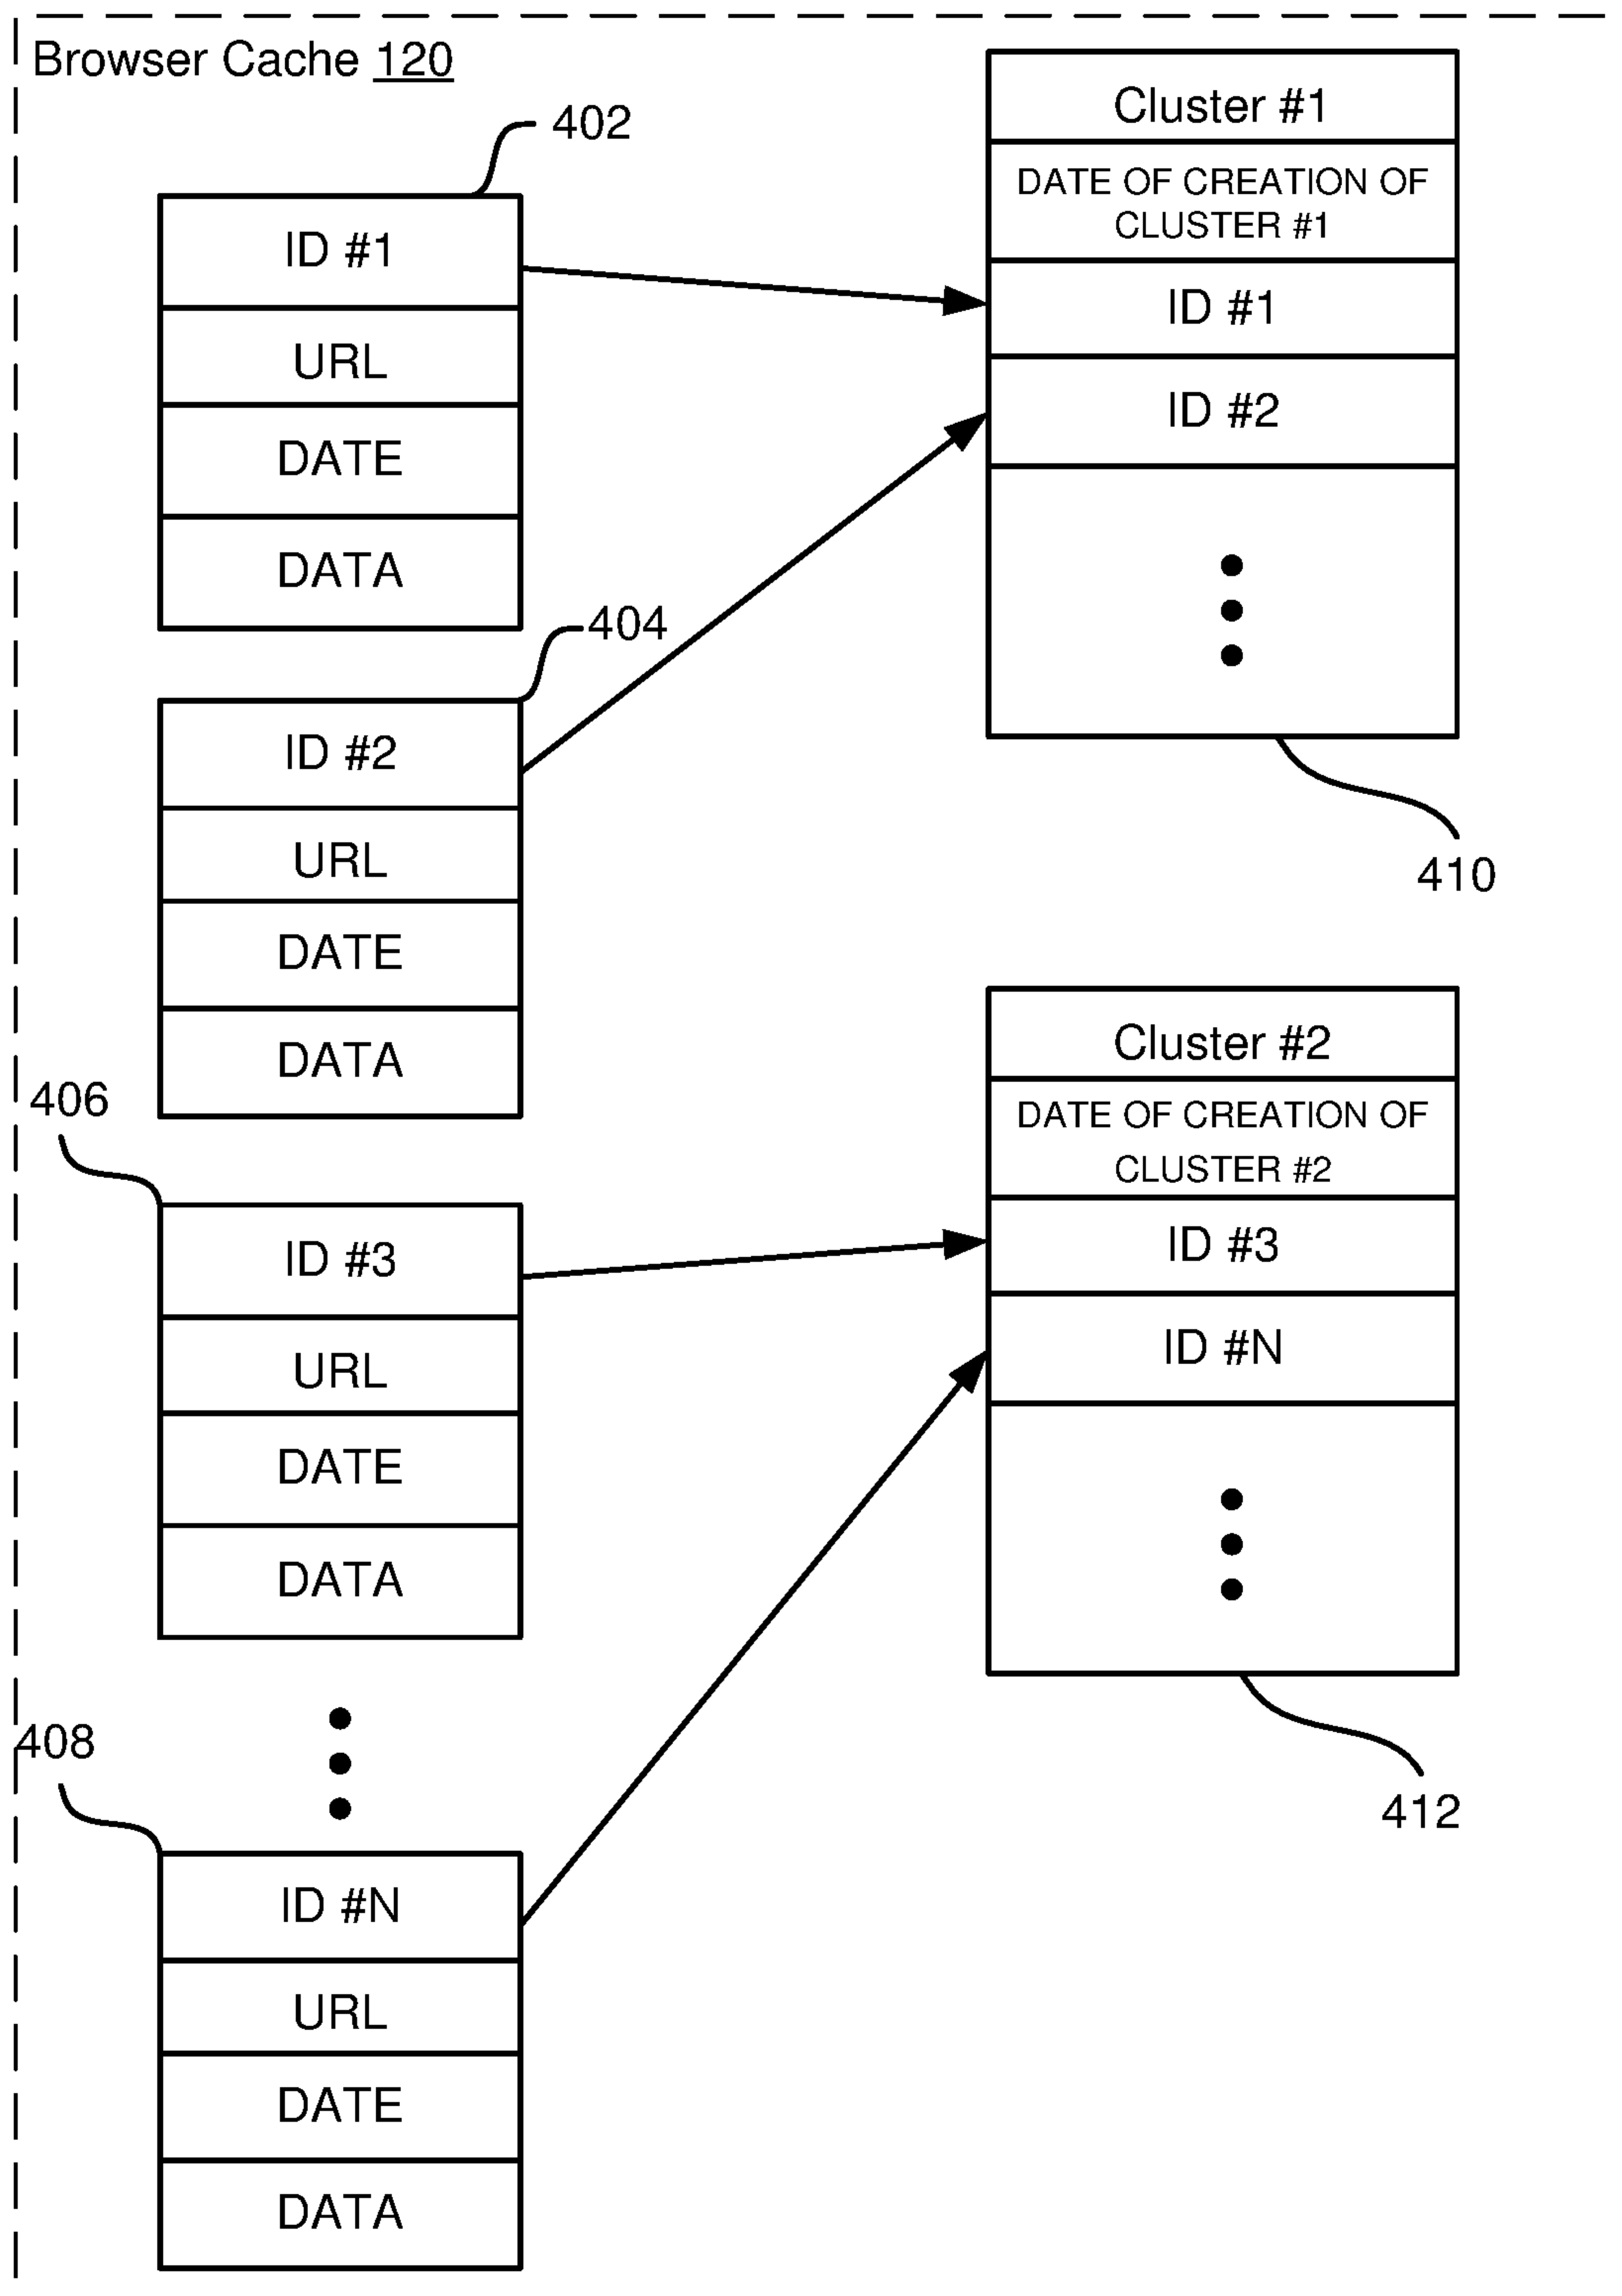 Browser Cache 120
402
ID #1
URL
DATE
DATA
404
ID #2
URL
DATE
DATA
406
ID #3
URL
DATE
DATA
408
ID #N
URL
DATE
DATA
Cluster #1
DATE OF CREATION OF
CLUSTER #1
ID #1
ID #2
410
Cluster #2
DATE OF CREATION OF
CLUSTER #2
ID #3
ID #N
412